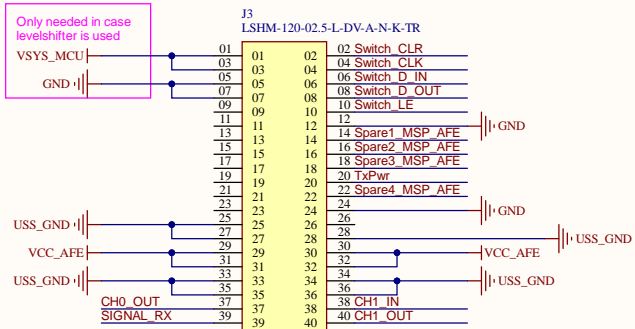 Only needed in case
levelshifter is used
J3
LSHM-120-02.5-L-DV-A-N-K-TR
VSYS_MCU 01 01 02 02 Switch_CLR
03 03 04 04 Switch_CLK
GND 05 05 06 06 Switch_D_IN
07 07 08 08 Switch_D_OUT
09 09 10 10 Switch_LE
11 11 12 12 GND
13 13 14 14 Spare1_MSP_AFE
15 15 16 16 Spare2_MSP_AFE
17 17 18 18 Spare3_MSP_AFE
19 19 20 20 TxPwr
21 21 22 22 Spare4_MSP_AFE
23 23 24 24 GND
USS_GND 25 25 26 26
27 27 28 28 USS_GND
VCC_AFE 29 29 30 30 VCC_AFE
31 31 32 32
USS_GND 33 33 34 34 USS_GND
35 35 36 36
CH0_OUT 37 37 38 38 CH1_IN
SIGNAL_RX 39 39 40 40 CH1_OUT